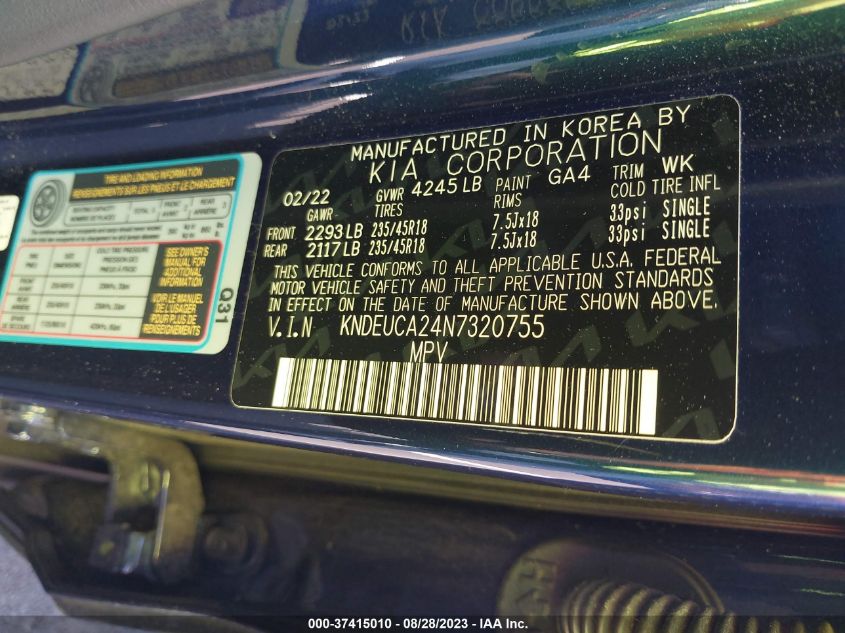 MANUFACTURED IN KOREA BY
KIA CORPORATION
02/22 GVWR 4245 LB PAINT GA4 TRIM WK
GAWR TIRES RIMS COLD TIRE INFL
FRONT 2293 LB 235/45R18 7.5Jx18 33psi SINGLE
REAR 2117 LB 235/45R18 7.5Jx18 33psi SINGLE
THIS VEHICLE CONFORMS TO ALL APPLICABLE U.S.A. FEDERAL
MOTOR VEHICLE SAFETY AND THEFT PREVENTION STANDARDS
IN EFFECT ON THE DATE OF MANUFACTURE SHOWN ABOVE.
V.I.N KNDEUCA24N7320755
MPV
TIRE AND LOADING INFORMATION
RENSEIGNEMENTS SUR LES PNEUS ET LE CHARGEMENT
SEE OWNER'S
MANUAL FOR
ADDITIONAL
INFORMATION
VOIR LE MANUEL
DE L'USAGER
POUR PLUS DE
RENSEIGNEMENTS
Q31
000-37415010 - 08/28/2023 - IAA Inc.